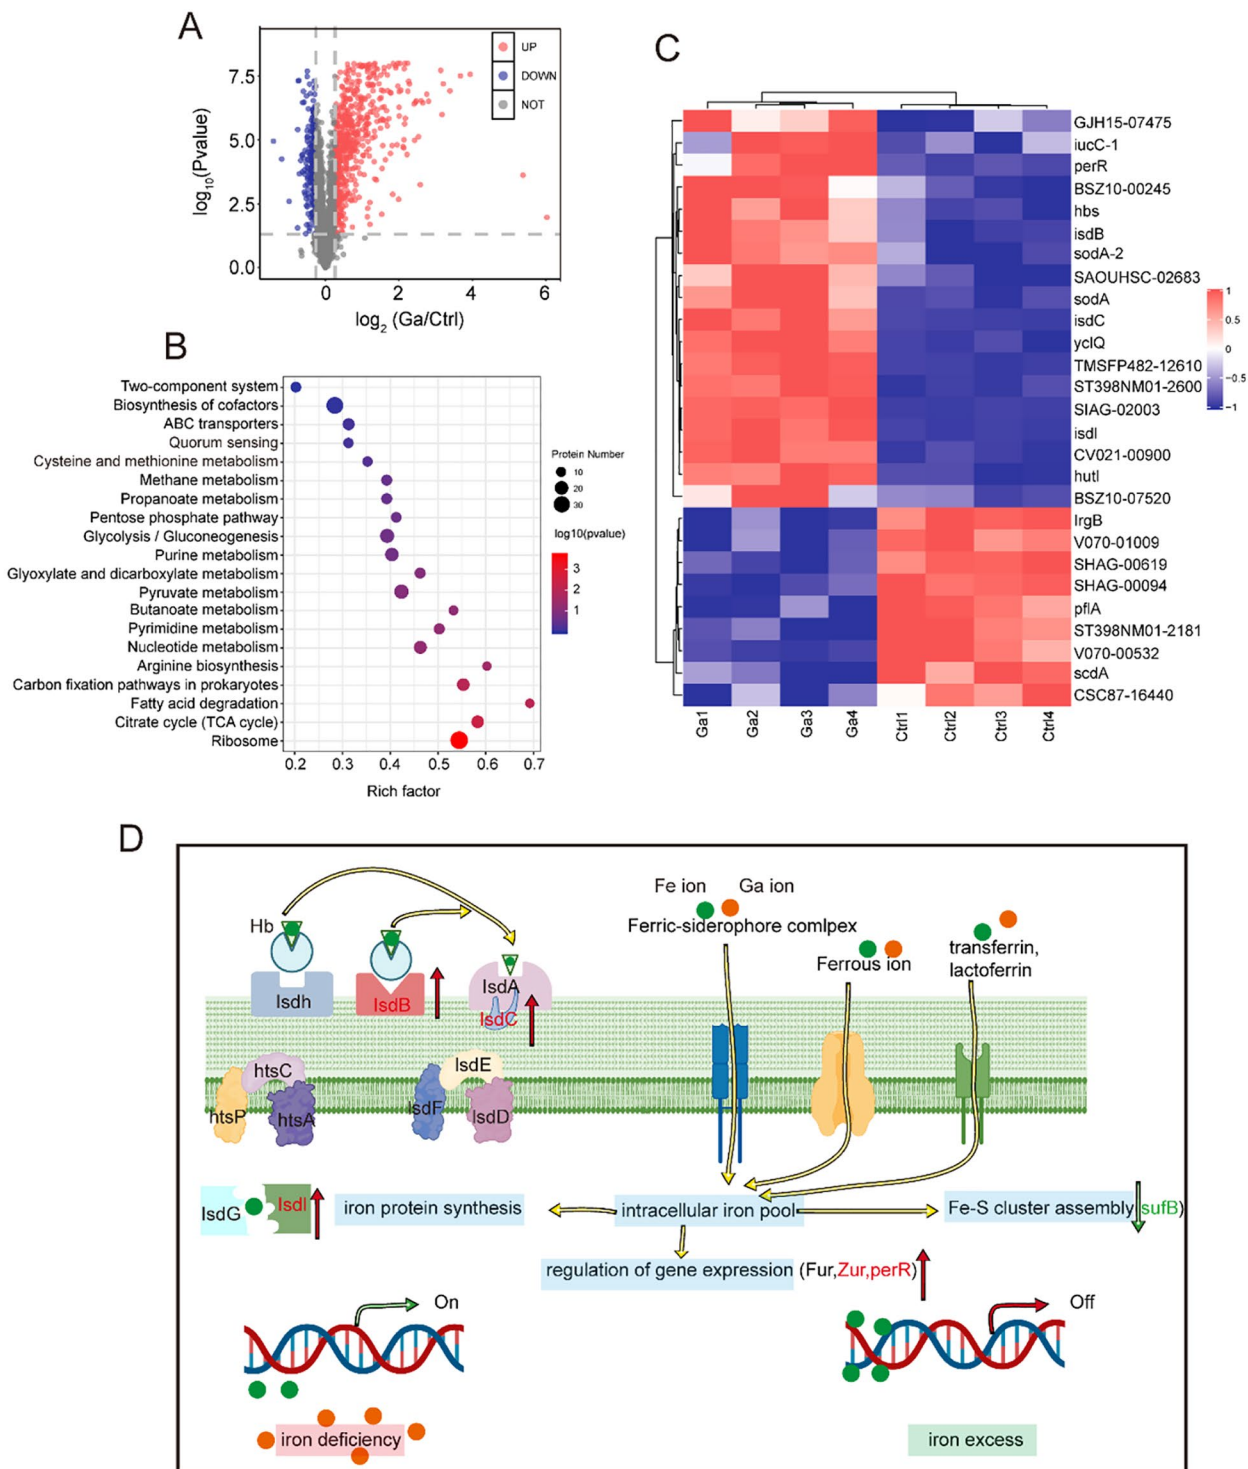 A
UP
DOWN
NOT
7.5
5.0
2.5
0.0
log10(Pvalue)
0 2 4 6
log2 (Ga/Ctrl)
B
Two-component system
Biosynthesis of cofactors
ABC transporters
Quorum sensing
Cysteine and methionine metabolism
Methane metabolism
Propanoate metabolism
Pentose phosphate pathway
Glycolysis / Gluconeogenesis
Purine metabolism
Glyoxylate and dicarboxylate metabolism
Pyruvate metabolism
Butanoate metabolism
Pyrimidine metabolism
Nucleotide metabolism
Arginine biosynthesis
Carbon fixation pathways in prokaryotes
Fatty acid degradation
Citrate cycle (TCA cycle)
Ribosome
0.2 0.3 0.4 0.5 0.6 0.7
Rich factor
Protein Number
10
20
30
log10(pvalue)
3
2
1
C
GJH15-07475
iucC-1
perR
BSZ10-00245
hbs
isdB
sodA-2
SAOUHSC-02683
sodA
isdC
yclQ
TMSFP482-12610
ST398NM01-2600
SIAG-02003
isdI
CV021-00900
hutI
BSZ10-07520
lrgB
V070-01009
SHAG-00619
SHAG-00094
pflA
ST398NM01-2181
V070-00532
scdA
CSC87-16440
Ga1 Ga2 Ga3 Ga4 Ctrl1 Ctrl2 Ctrl3 Ctrl4
1
0.5
0
-0.5
-1
D
Hb
Isdh
IsdB
IsdA
IsdC
Fe ion Ga ion
Ferric-siderophore comlpex
Ferrous ion
transferrin,
lactoferrin
htsC
htsP
htsA
IsdE
IsdF
IsdD
IsdG
IsdI
iron protein synthesis
intracellular iron pool
Fe-S cluster assembly sufB)
regulation of gene expression (Fur,Zur,perR)
On
Off
iron deficiency
iron excess